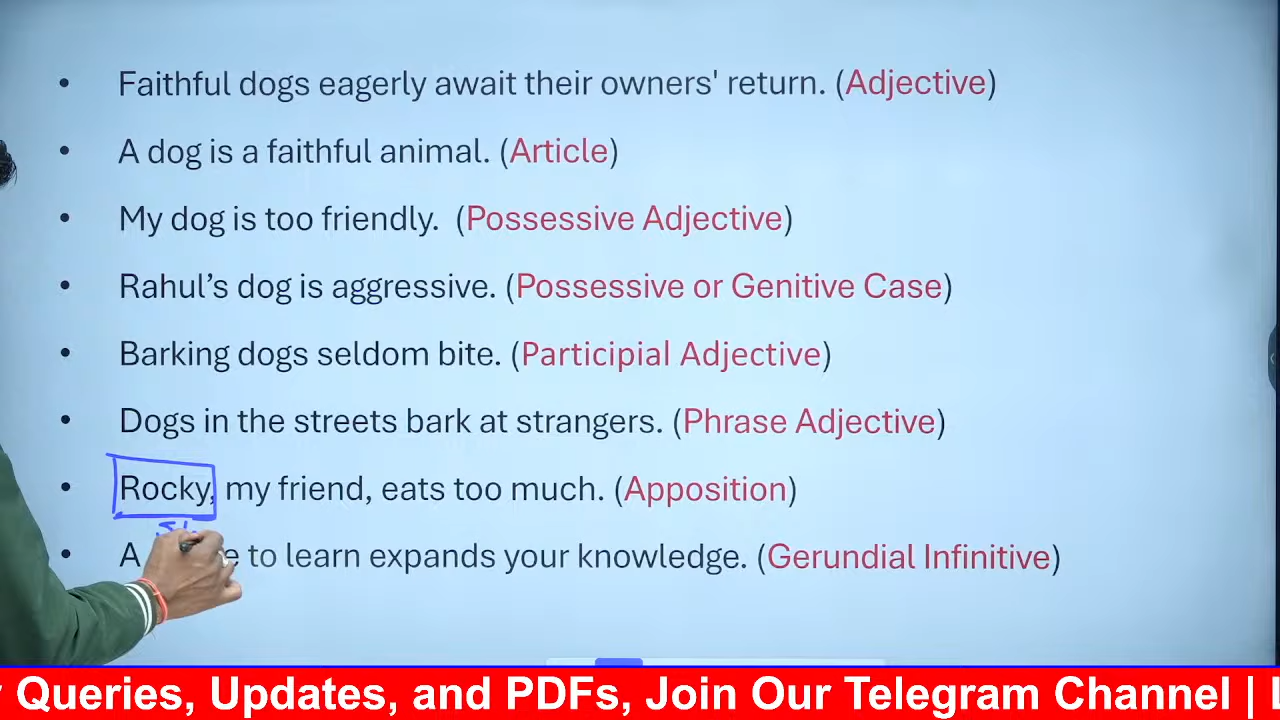 • Faithful dogs eagerly await their owners' return. (Adjective)
• A dog is a faithful animal. (Article)
• My dog is too friendly. (Possessive Adjective)
• Rahul’s dog is aggressive. (Possessive or Genitive Case)
• Barking dogs seldom bite. (Participial Adjective)
• Dogs in the streets bark at strangers. (Phrase Adjective)
• Rocky, my friend, eats too much. (Apposition)
• A to learn expands your knowledge. (Gerundial Infinitive)
Queries, Updates, and PDFs, Join Our Telegram Channel |